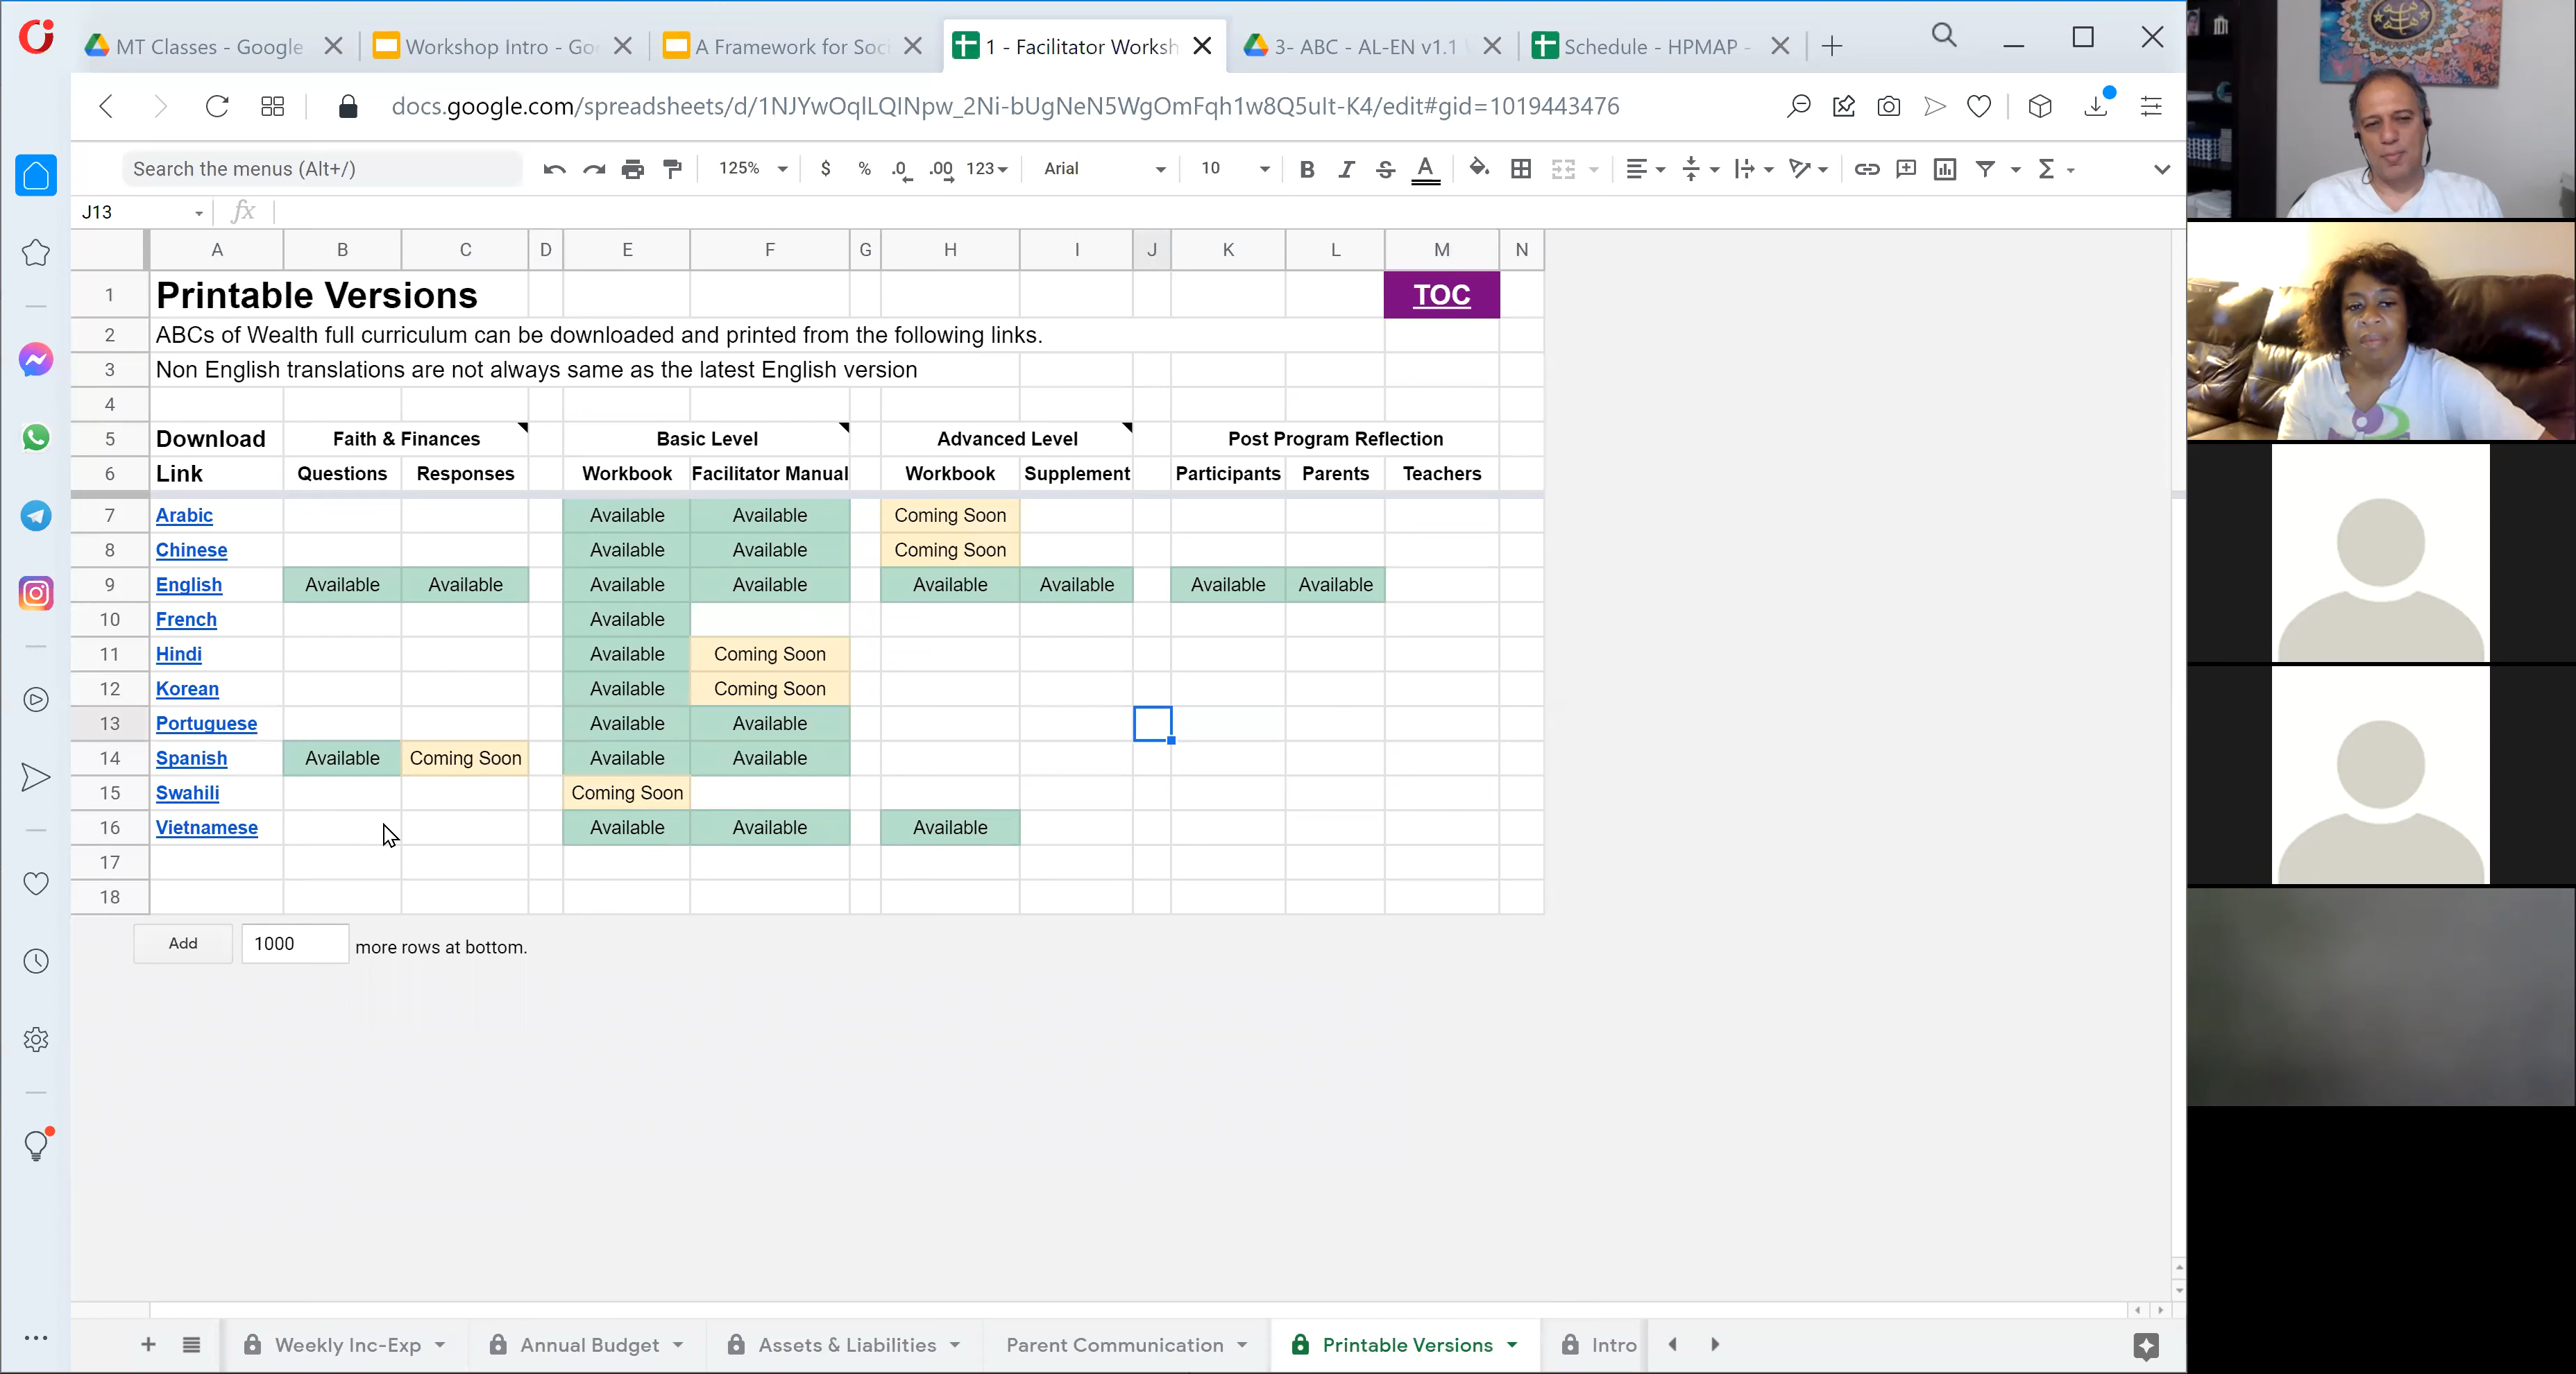 MT Classes - Google
Workshop Intro - Go
A Framework for Soci
1 - Facilitator Worksh
3- ABC - AL-EN v1.1
Schedule - HPMAP -
docs.google.com/spreadsheets/d/1NJYwOqlLQINpw_2Ni-bUgNeN5WgOmFqh1w8Q5uIt-K4/edit#gid=1019443476
Search the menus (Alt+/)
125%
$ % .0 .00 123
Arial
10
B I S A
J13
fx
A B C D E F G H I J K L M N
1 Printable Versions TOC
2 ABCs of Wealth full curriculum can be downloaded and printed from the following links.
3 Non English translations are not always same as the latest English version
4
5 Download Faith & Finances Basic Level Advanced Level Post Program Reflection
6 Link Questions Responses Workbook Facilitator Manual Workbook Supplement Participants Parents Teachers
7 Arabic Available Available Coming Soon
8 Chinese Available Available Coming Soon
9 English Available Available Available Available Available Available Available Available
10 French Available
11 Hindi Available Coming Soon
12 Korean Available Coming Soon
13 Portuguese Available Available
14 Spanish Available Coming Soon Available Available
15 Swahili Coming Soon
16 Vietnamese Available Available Available
17
18
Add 1000 more rows at bottom.
Weekly Inc-Exp
Annual Budget
Assets & Liabilities
Parent Communication
Printable Versions
Intro